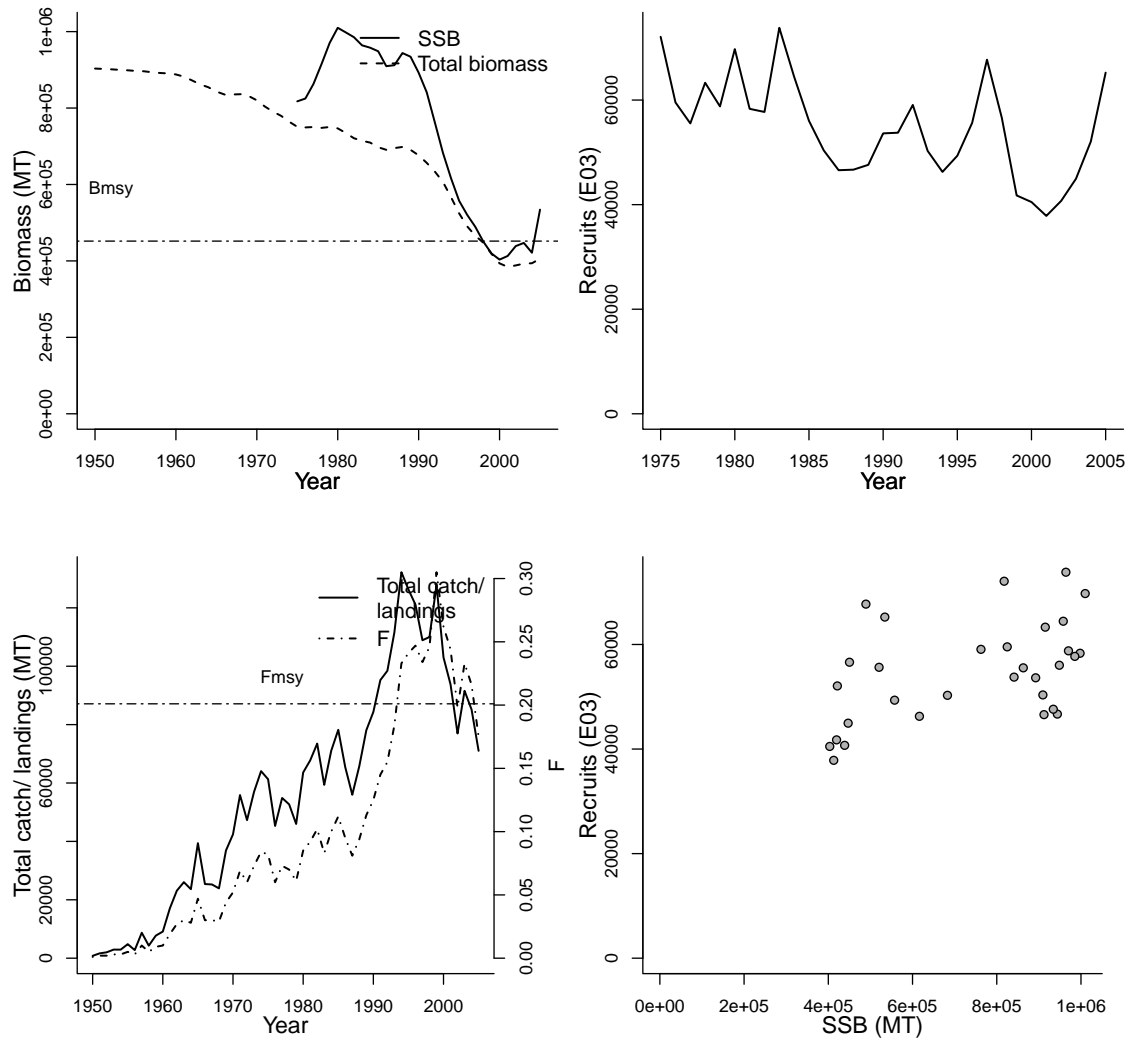 SSB
Total biomass
Bmsy
Biomass (MT)
0e+00
2e+05
4e+05
6e+05
8e+05
1e+06
1950 1960 1970 1980 1990 2000
Year
Recruits (E03)
0
20000
40000
60000
1975 1980 1985 1990 1995 2000 2005
Year
Total catch/
landings
F
Fmsy
Total catch/ landings (MT)
0
20000
60000
100000
0.00
0.05
0.10
0.15
0.20
0.25
0.30
F
1950 1960 1970 1980 1990 2000
Year
Recruits (E03)
0
20000
40000
60000
0e+00 2e+05 4e+05 6e+05 8e+05 1e+06
SSB (MT)